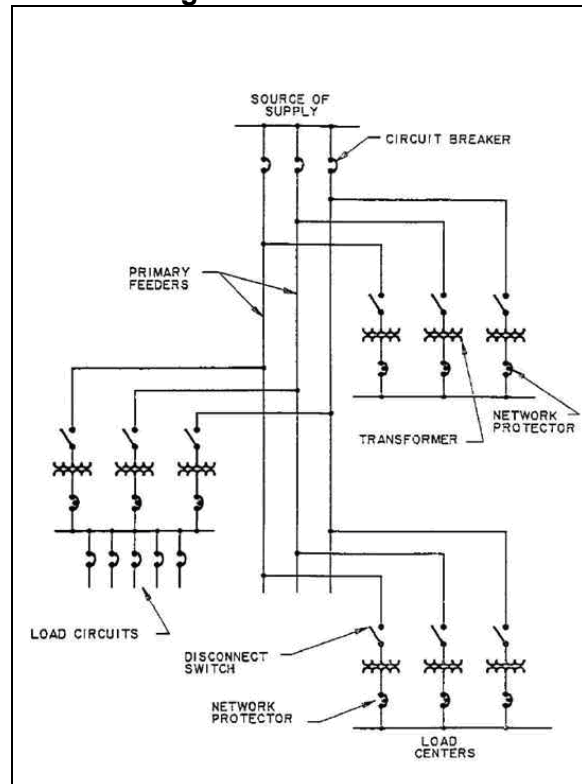 SOURCE OF
SUPPLY
CIRCUIT BREAKER
PRIMARY
FEEDERS
NETWORK
PROTECTOR
TRANSFORMER
LOAD CIRCUITS
DISCONNECT
SWITCH
NETWORK
PROTECTOR
LOAD
CENTERS